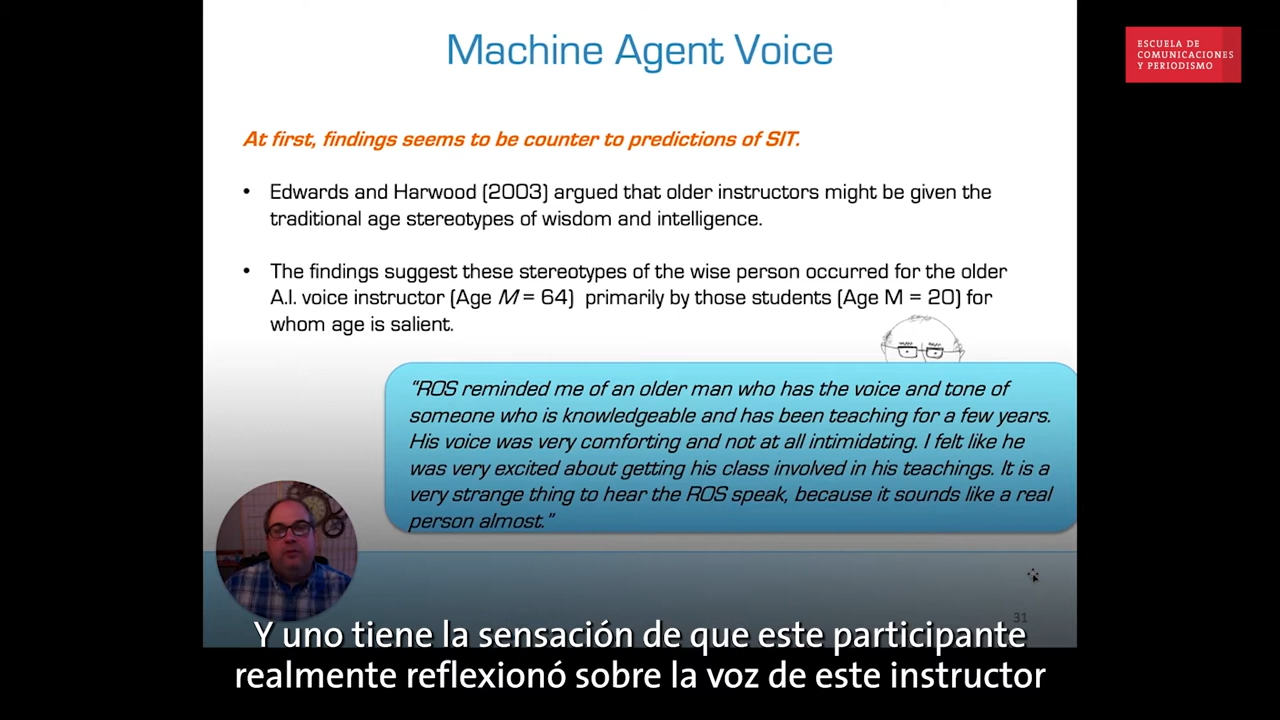 Machine Agent Voice
ESCUELA DE
COMUNICACIONES
Y PERIODISMO
At first, findings seems to be counter to predictions of SIT.
• Edwards and Harwood (2003) argued that older instructors might be given the
traditional age stereotypes of wisdom and intelligence.
• The findings suggest these stereotypes of the wise person occurred for the older
A.I. voice instructor (Age M = 64) primarily by those students (Age M = 20) for
whom age is salient.
"ROS reminded me of an older man who has the voice and tone of
someone who is knowledgeable and has been teaching for a few years.
His voice was very comforting and not at all intimidating. I felt like he
was very excited about getting his class involved in his teachings. It is a
very strange thing to hear the ROS speak, because it sounds like a real
person almost."
31
Y uno tiene la sensación de que este participante
realmente reflexionó sobre la voz de este instructor